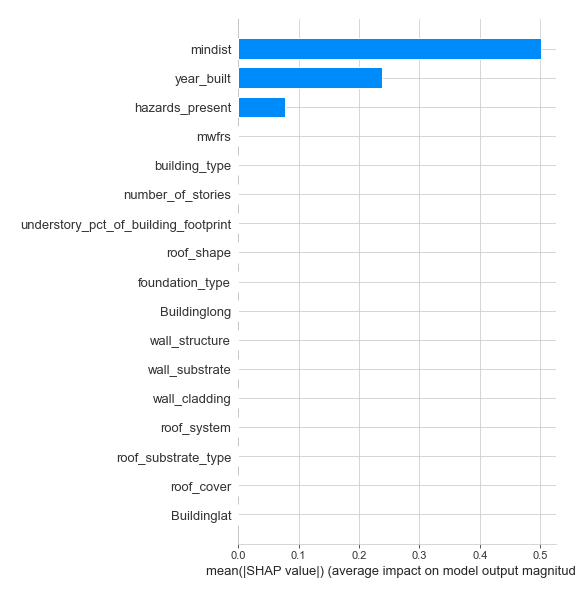 mindist
year_built
hazards_present
mwfrs
building_type
number_of_stories
understory_pct_of_building_footprint
roof_shape
foundation_type
Buildinglong
wall_structure
wall_substrate
wall_cladding
roof_system
roof_substrate_type
roof_cover
Buildinglat
0.0 0.1 0.2 0.3 0.4 0.5
mean(|SHAP value|) (average impact on model output magnitud